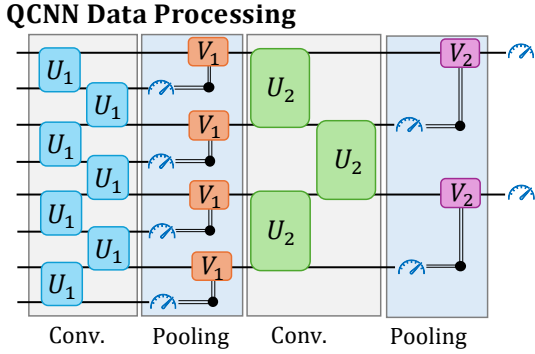 QCNN Data Processing
V₁ V₂
U₁ U₂
U₁
V₁
U₁ U₂
U₁
V₁ V₂
U₁ U₂
U₁
V₁
U₁
Conv. Pooling Conv. Pooling